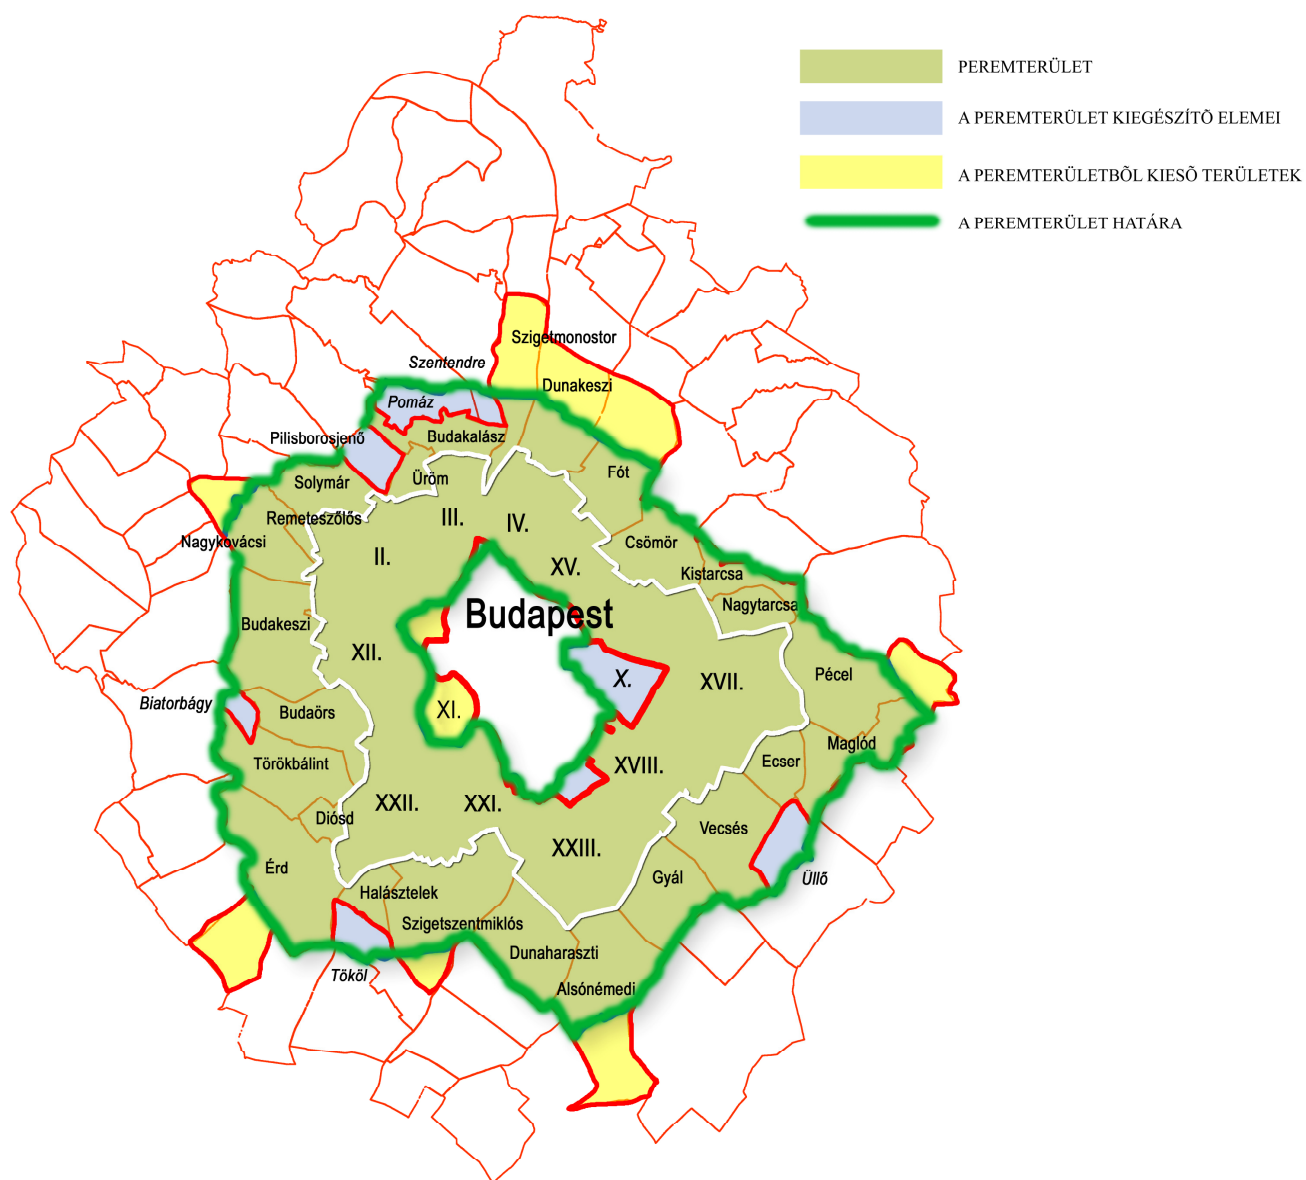 PEREMTERÜLET
A PEREMTERÜLET KIEGÉSZÍTÕ ELEMEI
A PEREMTERÜLETBÕL KIESÕ TERÜLETEK
A PEREMTERÜLET HATÁRA
Szigetmonostor
Szentendre
Dunakeszi
Pomáz
Pilisborosjenő
Budakalász
Fót
Solymár
Üröm
Remeteszőlős
III.
IV.
Nagykovácsi
Csömör
II.
XV.
Kistarcsa
Nagytarcsa
Budapest
Budakeszi
XII.
X.
XVII.
Pécel
Biatorbágy
Budaörs
XI.
Maglód
Törökbálint
XVIII.
Ecser
XXII.
XXI.
Diósd
Vecsés
XXIII.
Érd
Gyál
Üllő
Halásztelek
Szigetszentmiklós
Dunaharaszti
Tököl
Alsónémedi